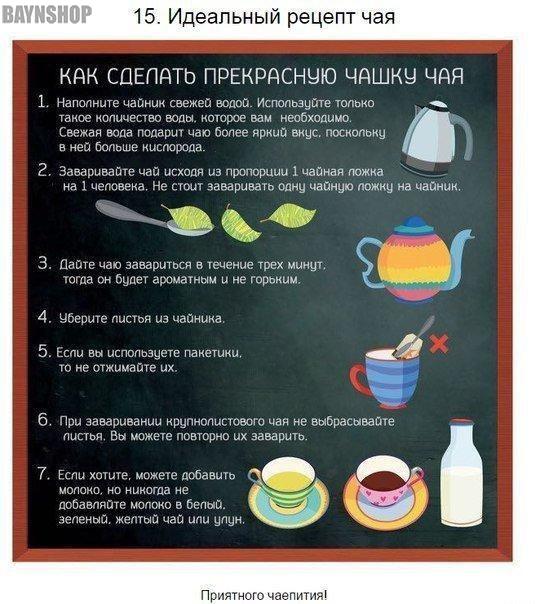 BAYNSHOP
15. Идеальный рецепт чая
КАК СДЕЛАТЬ ПРЕКРАСНУЮ ЧАШКУ ЧАЯ
1. Наполните чайник свежей водой. Используйте только
такое количество воды, которое вам необходимо.
Свежая вода подарит чаю более яркий вкус, поскольку
в ней больше кислорода.
2. Заваривайте чай исходя из пропорции 1 чайная ложка
на 1 человека. Не стоит заваривать одну чайную ложку на чайник.
3. Дайте чаю завариться в течение трех минут,
тогда он будет ароматным и не горьким.
4. Уберите листья из чайника.
5. Если вы используете пакетики,
то не отжимайте их.
6. При заваривании крупнолистового чая не выбрасывайте
листья. Вы можете повторно их заварить.
7. Если хотите, можете добавить
молоко, но никогда не
добавляйте молоко в белый,
зеленый, желтый чай или улун.
Приятного чаепития!